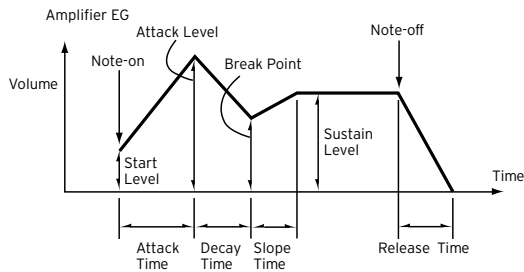 Amplifier EG
Attack Level
Note-off
Note-on
Break Point
Volume
Start
Level
Sustain
Level
Time
Attack
Time
Decay
Time
Slope
Time
Release Time